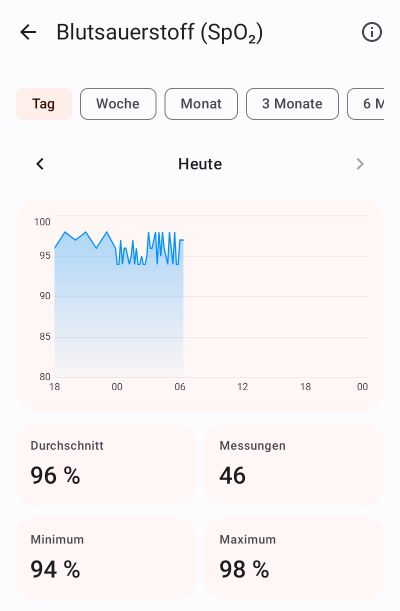 Blutsauerstoff (SpO₂)
Tag Woche Monat 3 Monate 6 M
Heute
100
95
90
85
80
18 00 06 12 18 00
Durchschnitt Messungen
96 % 46
Minimum Maximum
94 % 98 %